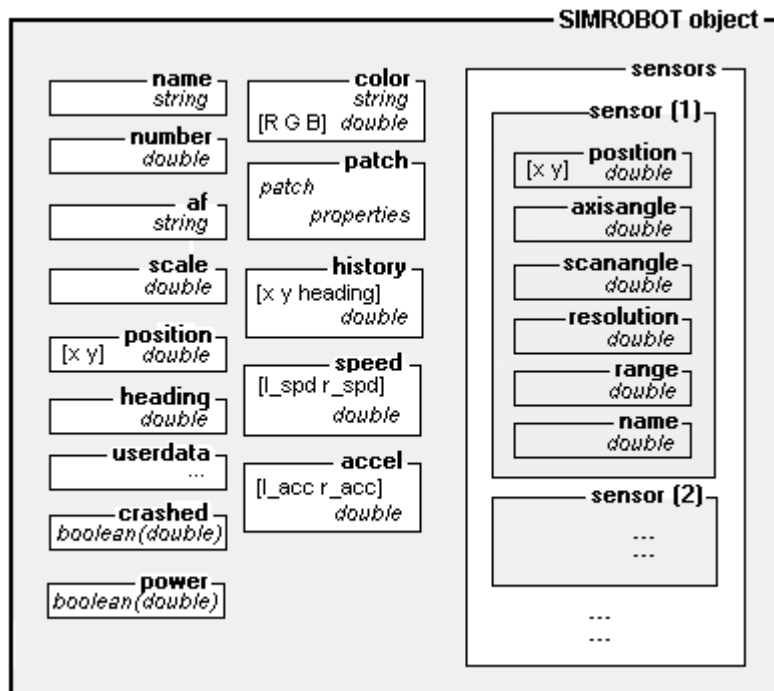 SIMROBOT object
name
string
number
double
af
string
scale
double
position
[x y] double
heading
double
userdata
...
crashed
boolean(double)
power
boolean(double)
color
string
[R G B] double
patch
patch
properties
history
[x y heading]
double
speed
[l_spd r_spd]
double
accel
[l_acc r_acc]
double
sensors
sensor (1)
position
[x y] double
axisangle
double
scanangle
double
resolution
double
range
double
name
double
sensor (2)
...
...
...
...